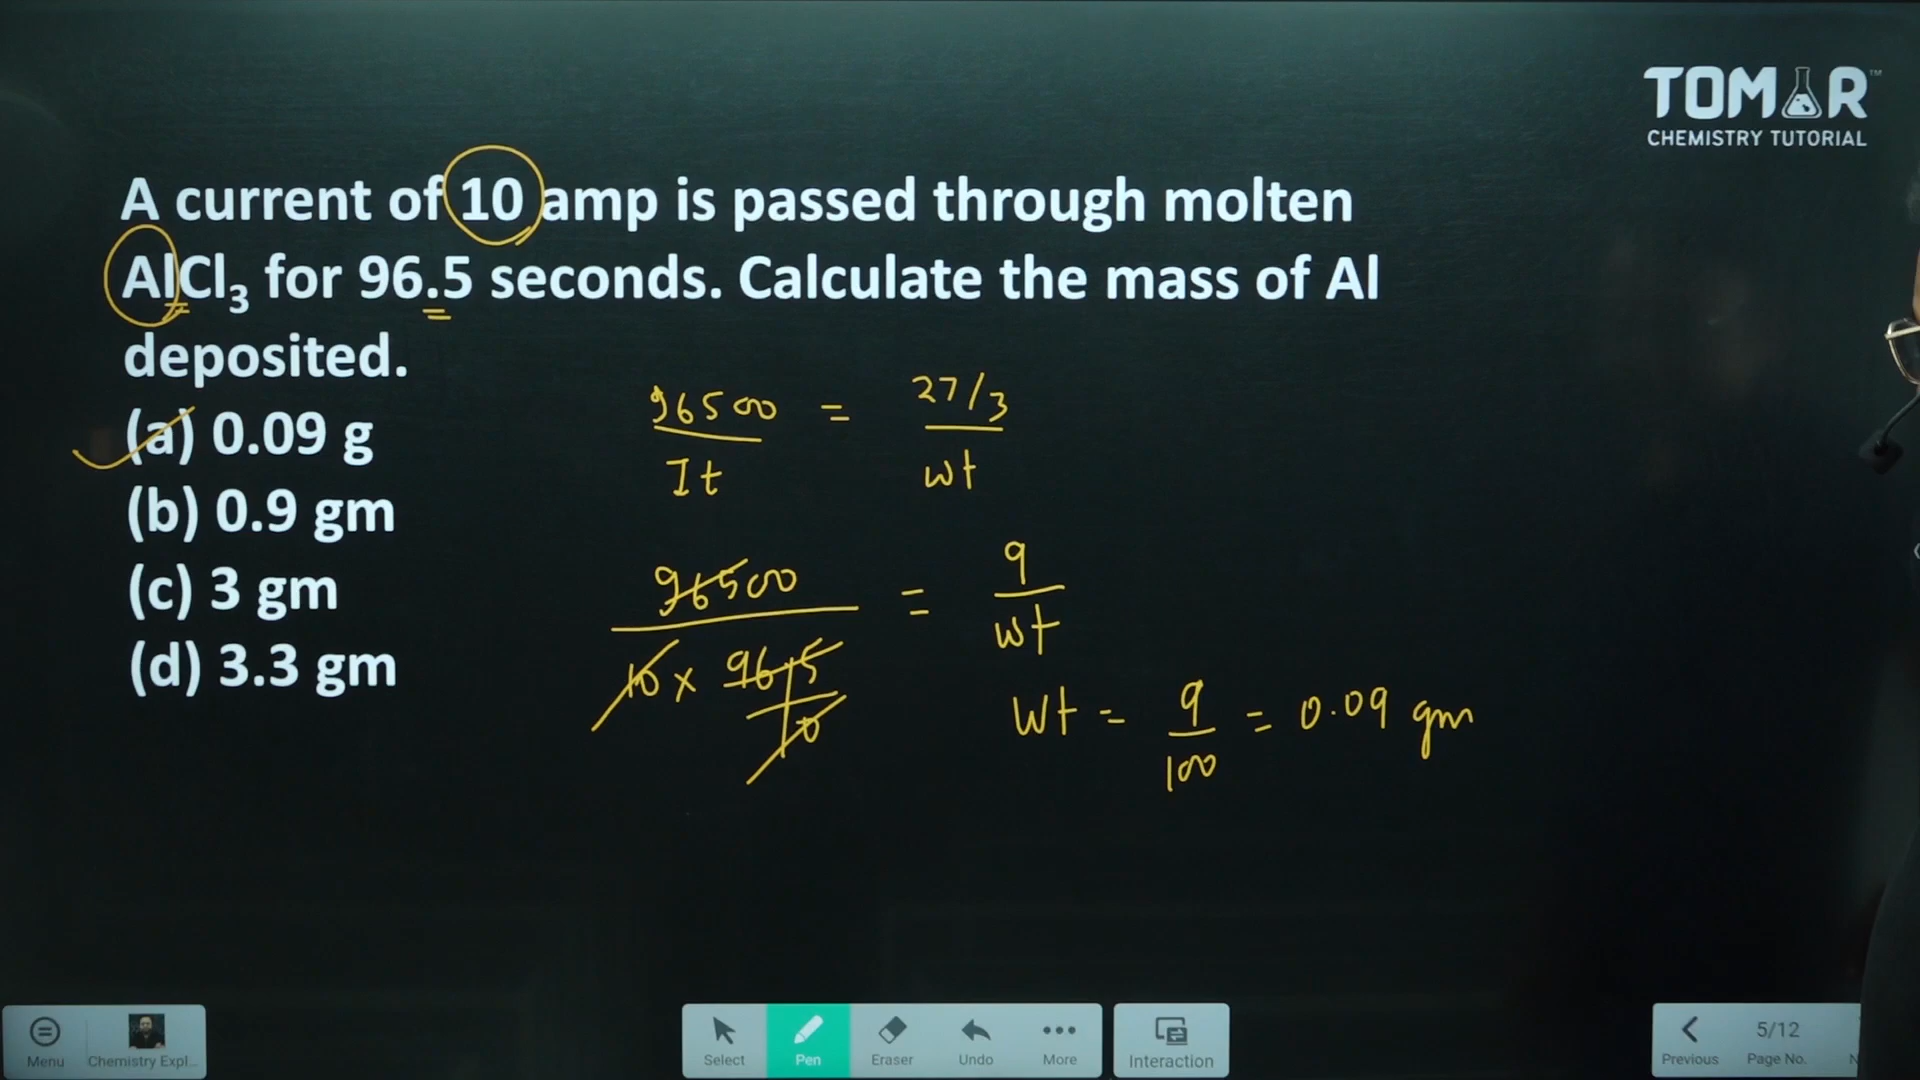 TOMAR™
CHEMISTRY TUTORIAL
A current of 10 amp is passed through molten
AlCl₃ for 96.5 seconds. Calculate the mass of Al
deposited.
(a) 0.09 g
(b) 0.9 gm
(c) 3 gm
(d) 3.3 gm
96500/It = 27/3/wt
96500/10 x 965/10 = 9/wt
Wt = 9/100 = 0.09 gm
Menu
Chemistry Expl...
Select
Pen
Eraser
Undo
More
Interaction
Previous
5/12
Page No.